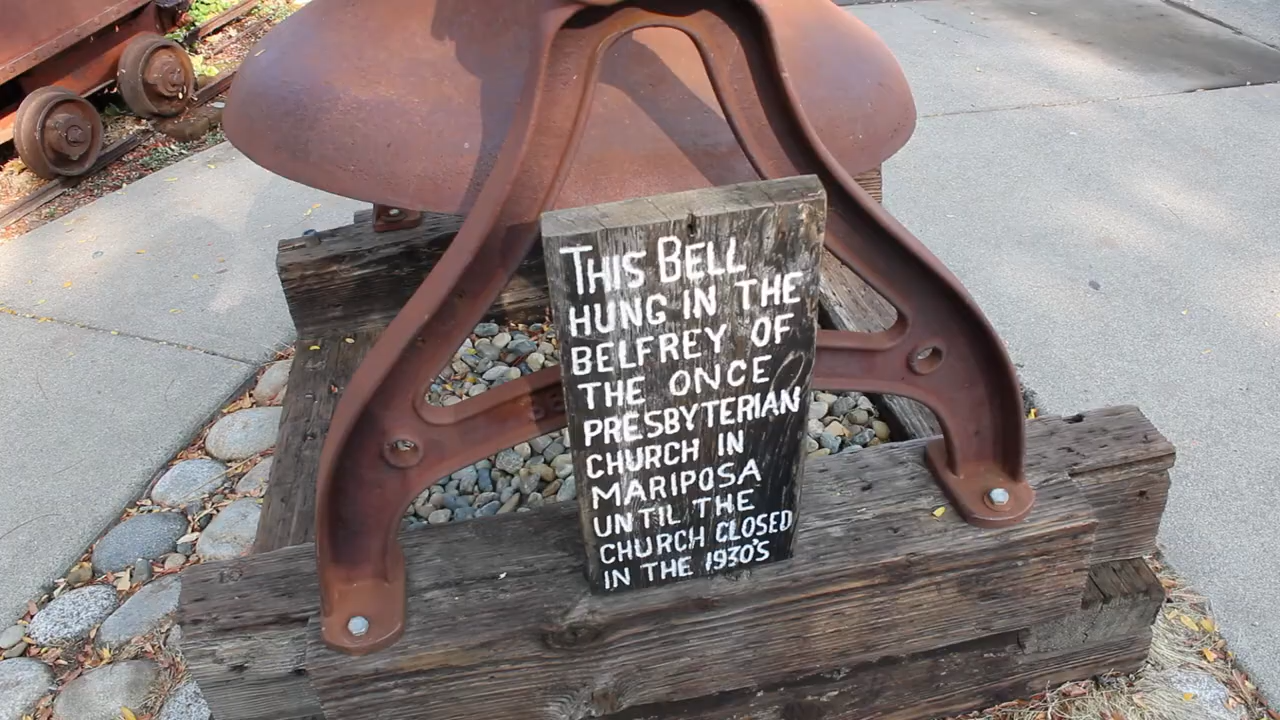 THIS BELL
HUNG IN THE
BELFREY OF
THE ONCE
PRESBYTERIAN
CHURCH IN
MARIPOSA
UNTIL THE
CHURCH CLOSED
IN THE 1930'S